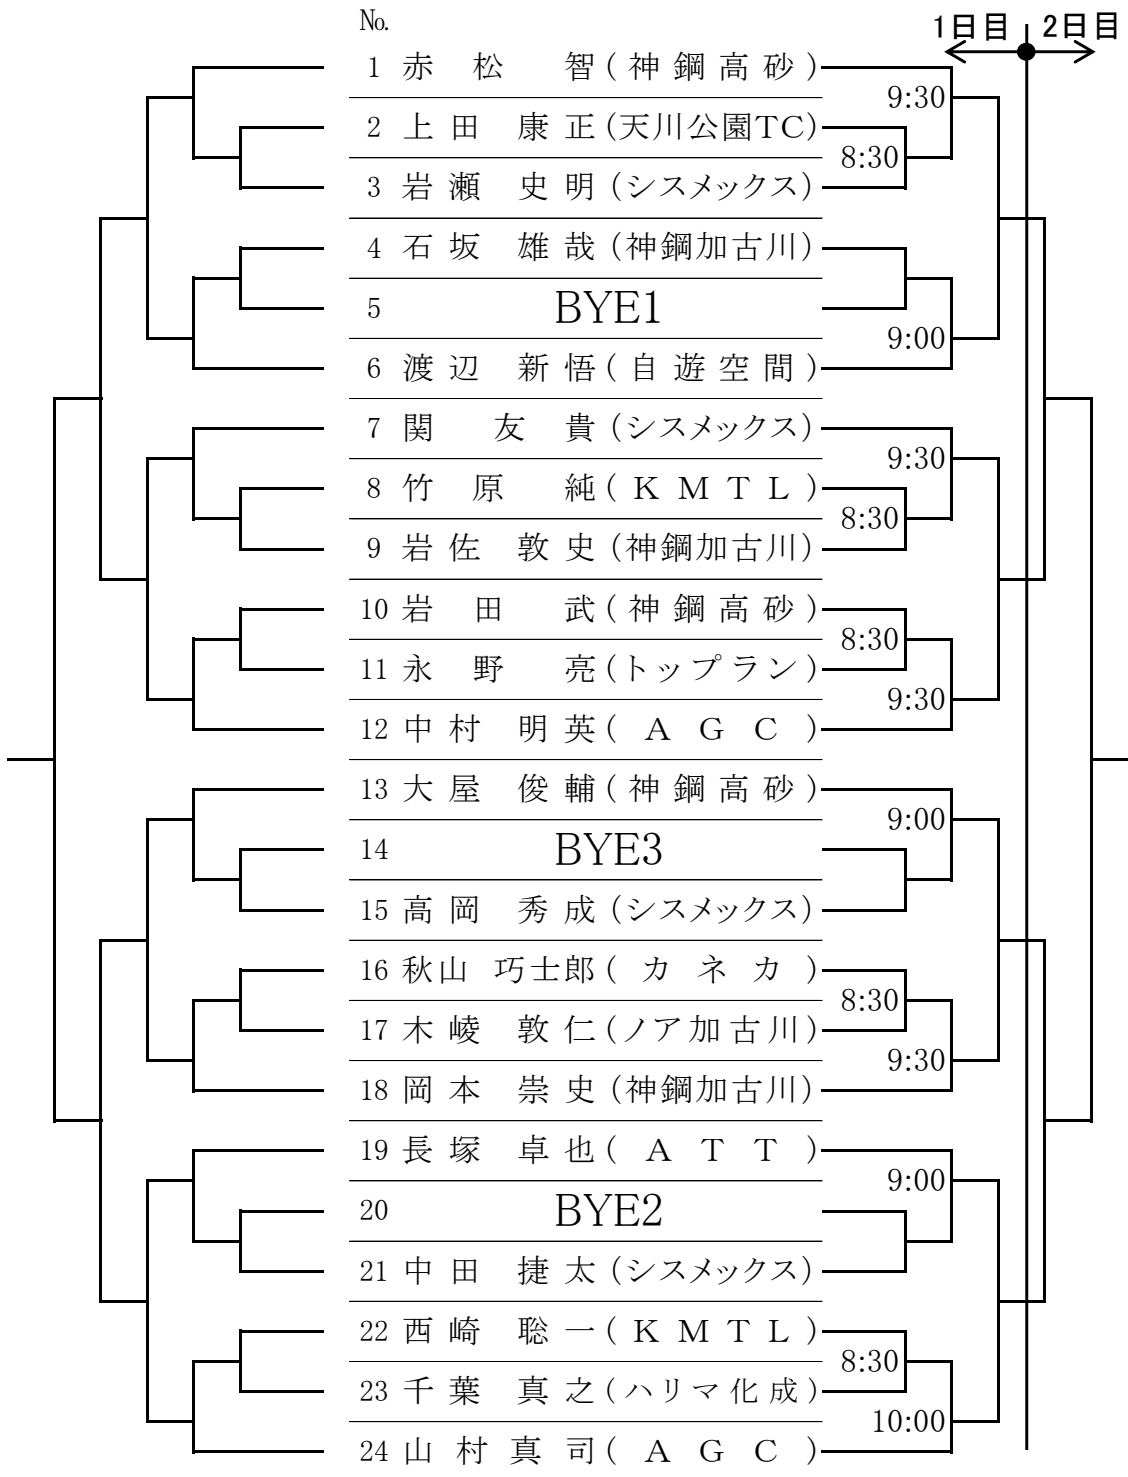 No.
1日目 2日目
1 赤松 智(神鋼高砂)
9:30
2 上田 康正(天川公園TC)
8:30
3 岩瀬 史明(シスメックス)
4 石坂 雄哉(神鋼加古川)
5 BYE1
9:00
6 渡辺 新悟(自遊空間)
7 関 友貴(シスメックス)
9:30
8 竹原 純(KMTL)
8:30
9 岩佐 敦史(神鋼加古川)
10 岩田 武(神鋼高砂)
8:30
11 永野 亮(トップラン)
9:30
12 中村 明英(AGC)
13 大屋 俊輔(神鋼高砂)
9:00
14 BYE3
15 高岡 秀成(シスメックス)
16 秋山 巧士郎(カネカ)
8:30
17 木崚 敦仁(ノア加古川)
9:30
18 岡本 崇史(神鋼加古川)
19 長塚 卓也(ATT)
9:00
20 BYE2
21 中田 捷太(シスメックス)
22 西崎 聡一(KMTL)
8:30
23 千葉 真之(ハリマ化成)
10:00
24 山村真司(AGC)